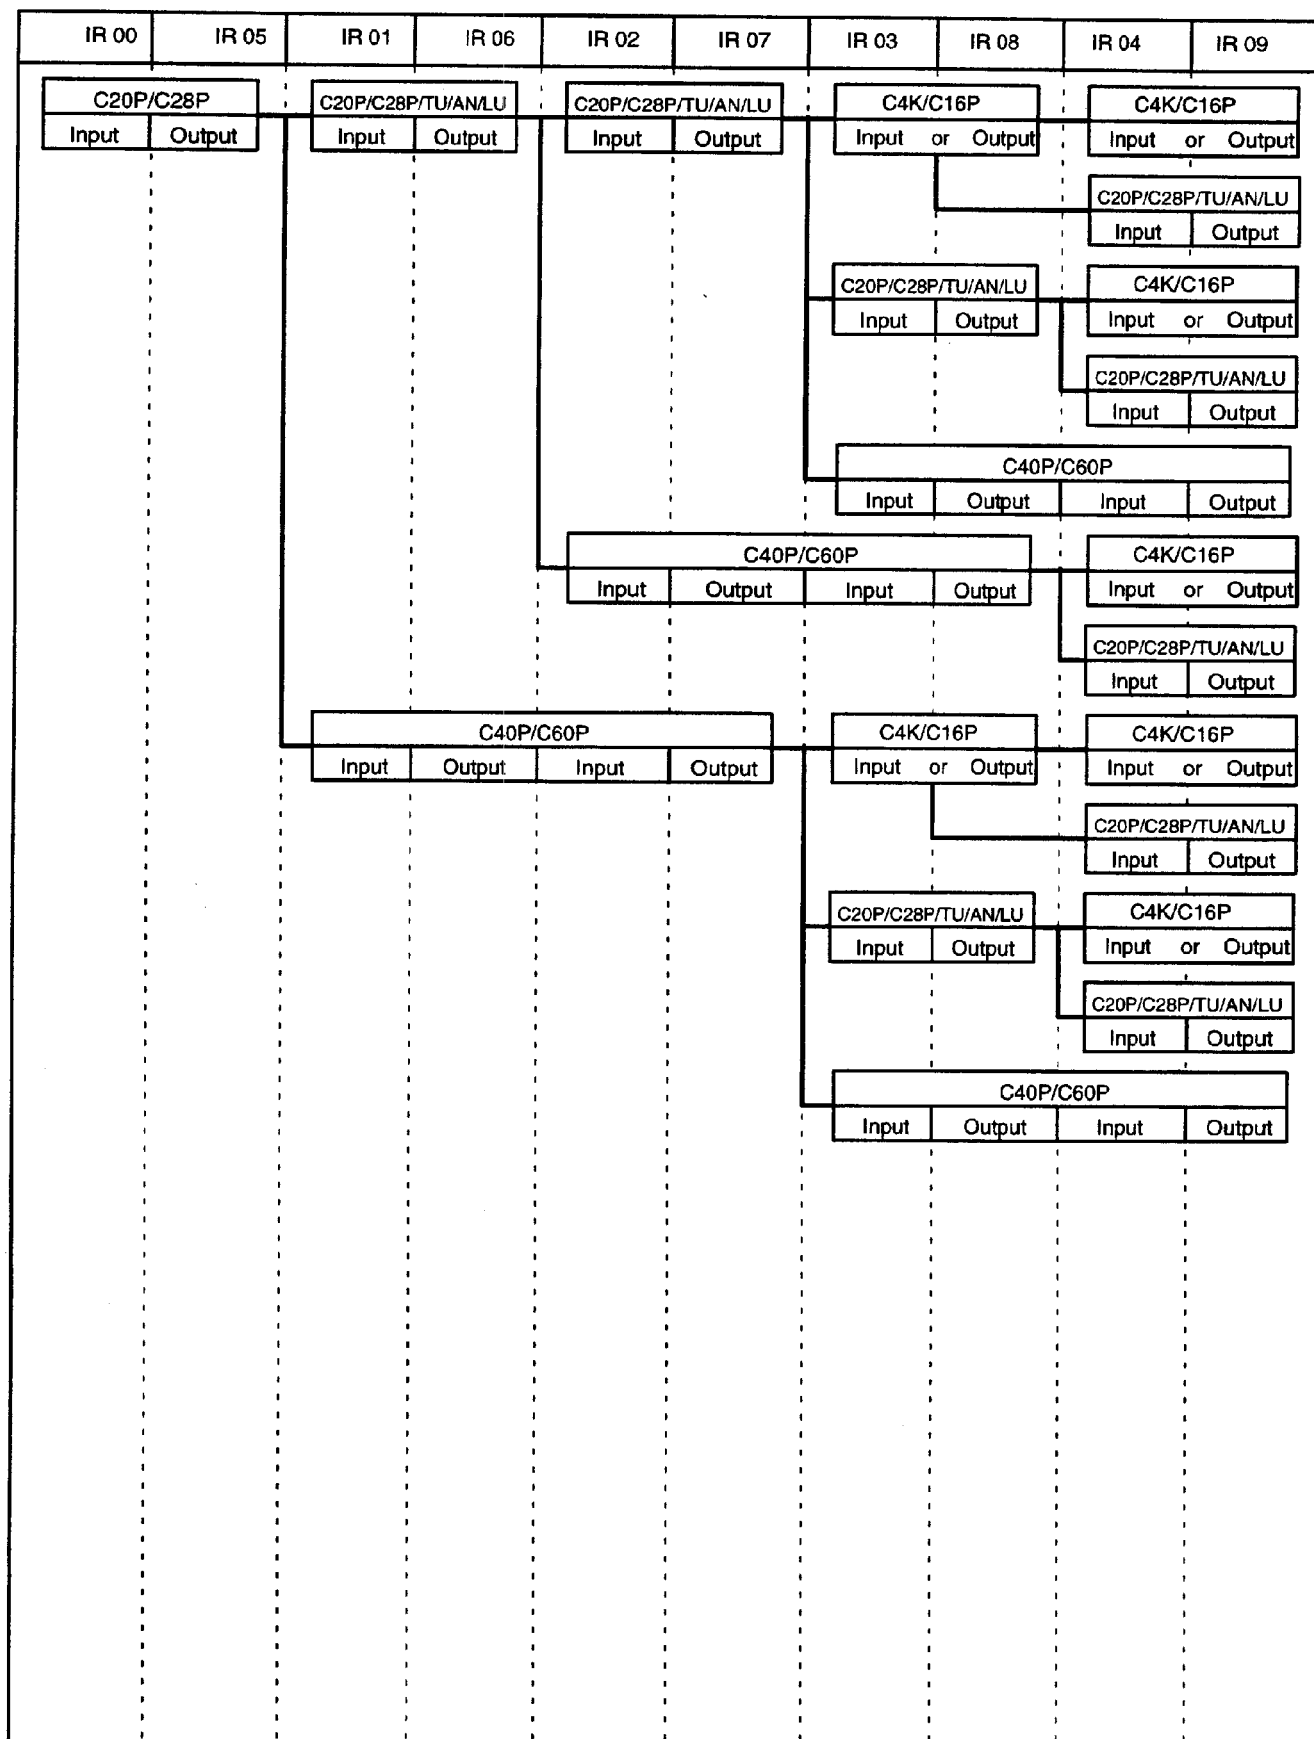 IR 00 IR 05 IR 01 IR 06 IR 02 IR 07 IR 03 IR 08 IR 04 IR 09
C20P/C28P C20P/C28P/TU/AN/LU C20P/C28P/TU/AN/LU C4K/C16P C4K/C16P
Input Output Input Output Input Output Input or Output Input or Output
C20P/C28P/TU/AN/LU
Input Output
C20P/C28P/TU/AN/LU C4K/C16P
Input Output Input or Output
C20P/C28P/TU/AN/LU
Input Output
C40P/C60P
Input Output Input Output
C40P/C60P C4K/C16P
Input Output Input Output Input or Output
C20P/C28P/TU/AN/LU
Input Output
C40P/C60P C4K/C16P C4K/C16P
Input Output Input Output Input or Output Input or Output
C20P/C28P/TU/AN/LU
Input Output
C20P/C28P/TU/AN/LU C4K/C16P
Input Output Input or Output
C20P/C28P/TU/AN/LU
Input Output
C40P/C60P
Input Output Input Output